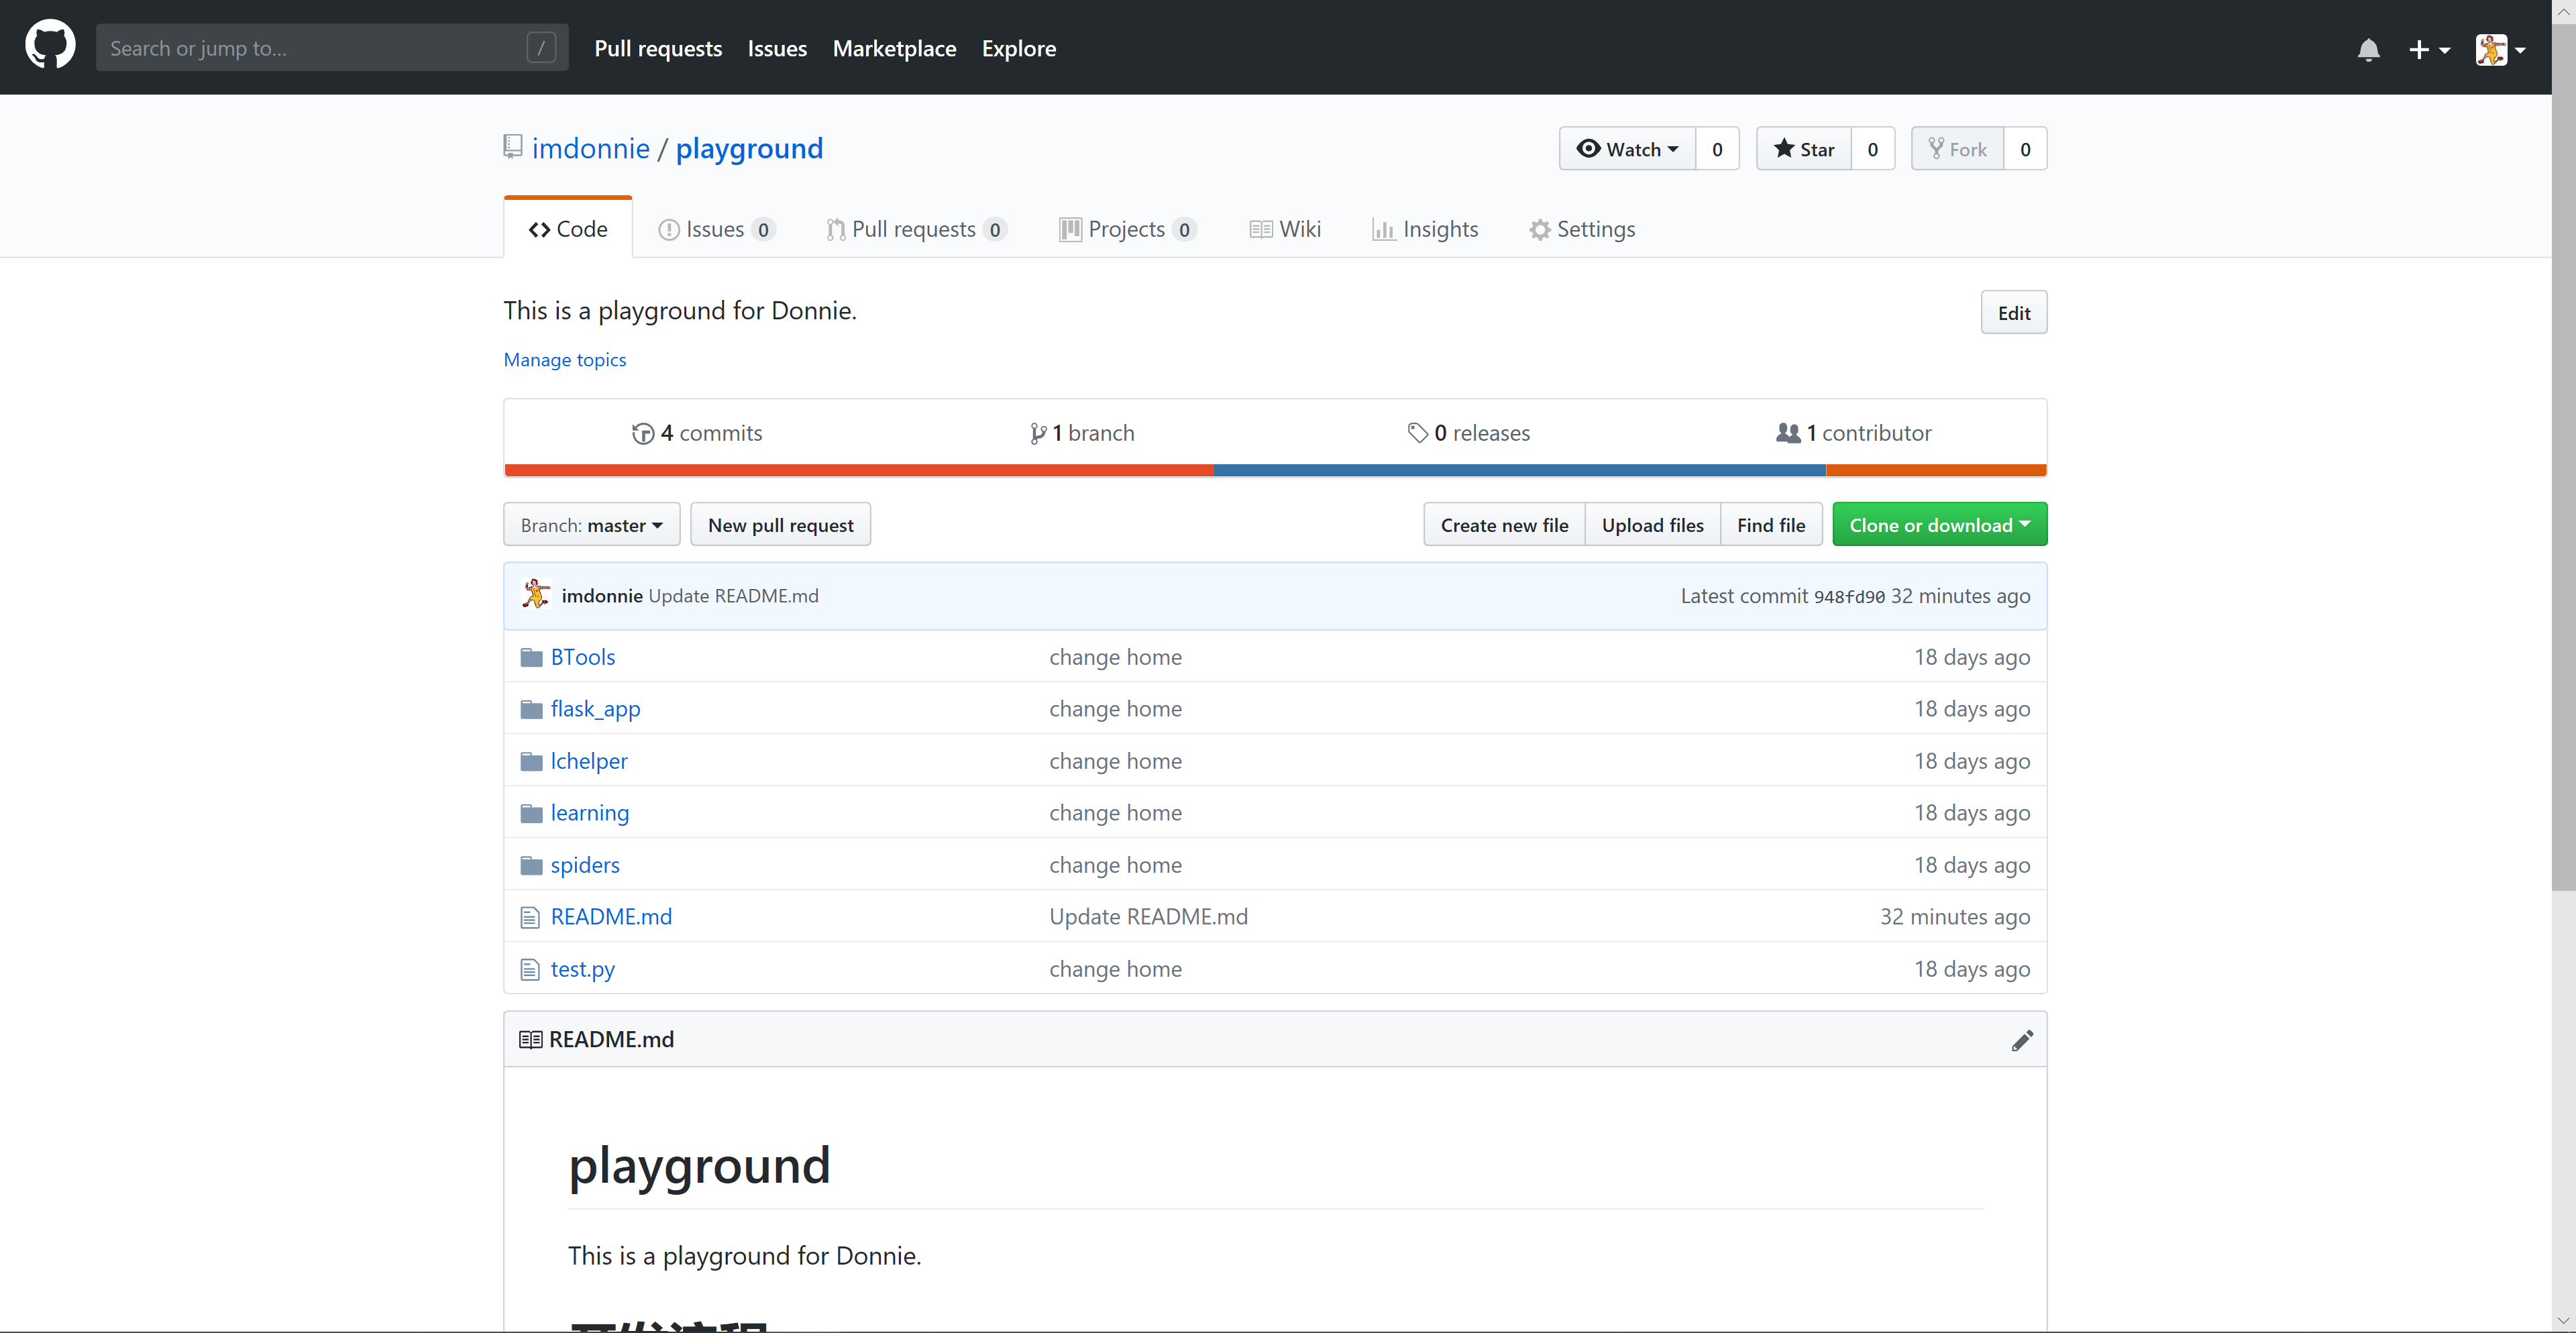 Search or jump to... /
Pull requests Issues Marketplace Explore
imdonnie / playground
Watch 0 Star 0 Fork 0
Code Issues 0 Pull requests 0 Projects 0 Wiki Insights Settings
This is a playground for Donnie.
Edit
Manage topics
4 commits 1 branch 0 releases 1 contributor
Branch: master New pull request Create new file Upload files Find file Clone or download
imdonnie Update README.md Latest commit 948fd90 32 minutes ago
BTools change home 18 days ago
flask_app change home 18 days ago
lchelper change home 18 days ago
learning change home 18 days ago
spiders change home 18 days ago
README.md Update README.md 32 minutes ago
test.py change home 18 days ago
README.md
playground
This is a playground for Donnie.
开发流程